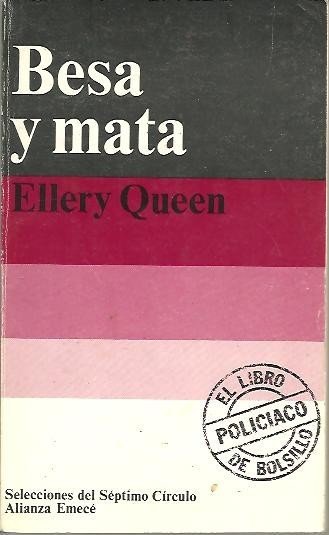 Besa
y mata
Ellery Queen
EL LIBRO
POLICIACO
DE BOLSILLO
Selecciones del Séptimo Círculo
Alianza Emecé